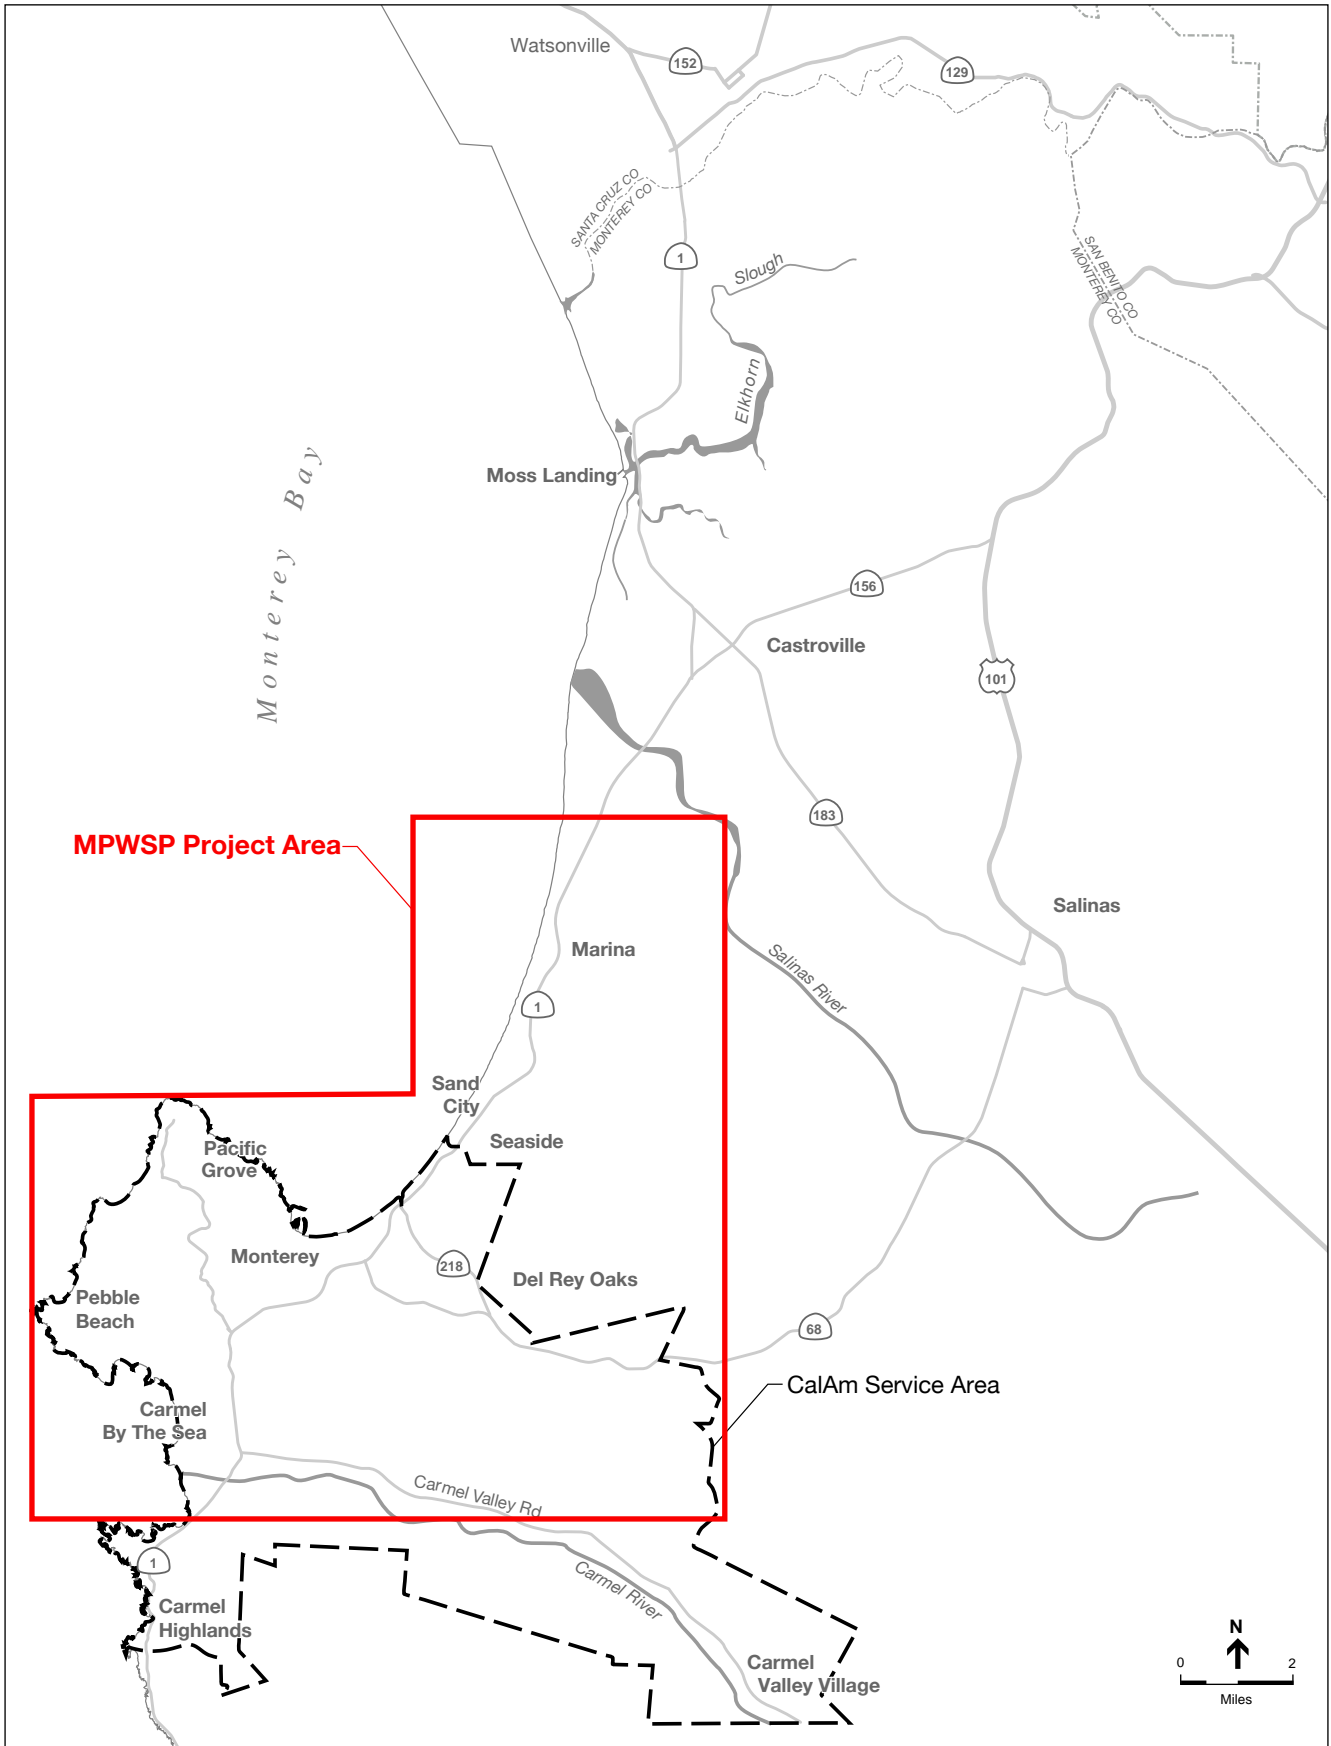 Watsonville
152
129
SANTA CRUZ CO
MONTEREY CO
1
Slough
SAN BENITO CO
MONTEREY CO
Elkhorn
Monterey Bay
Moss Landing
156
Castroville
101
183
MPWSP Project Area
Salinas
Marina
Salinas River
1
Sand
City
Seaside
Pacific
Grove
Monterey
218
Del Rey Oaks
Pebble
Beach
68
CalAm Service Area
Carmel
By The Sea
Carmel Valley Rd
1
Carmel River
Carmel
Highlands
Carmel
Valley Village
N
0 2
Miles